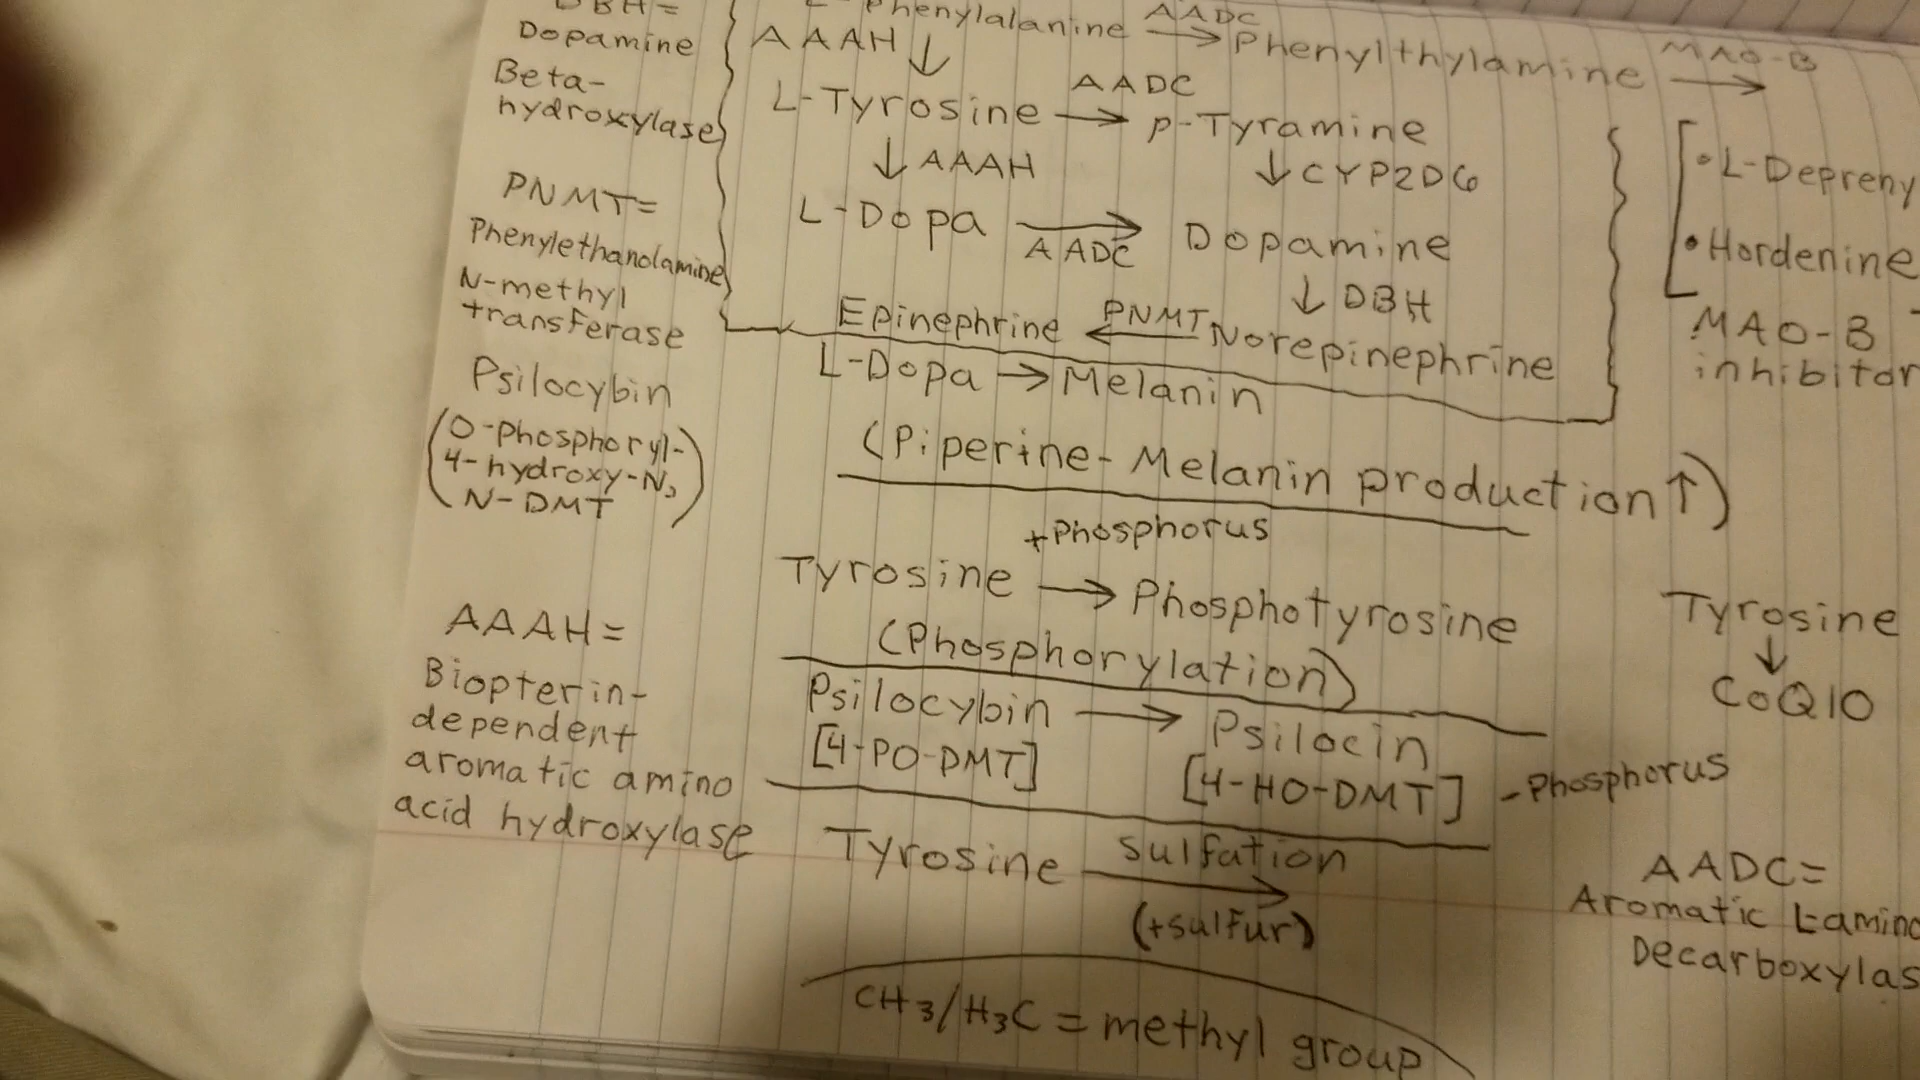 DBH=
Dopamine
Beta-
hydroxylase
PNMT=
Phenylethanolamine
N-methyl
transferase
Psilocybin
(O-phosphoryl-
4-hydroxy-N,
N-DMT)
AAAH=
Biopterin-
dependent
aromatic amino
acid hydroxylase
L-Phenylalanine AADC → Phenylthylamine MAO-B →
AAAH ↓
L-Tyrosine AADC → p-Tyramine
↓ AAAH ↓ CYP2D6
L-Dopa → AADC Dopamine
↓ DBH
Epinephrine ← PNMT Norepinephrine
L-Dopa → Melanin
(Piperine-Melanin production ↑)
+Phosphorus
Tyrosine → Phosphotyrosine
(Phosphorylation)
Psilocybin → Psilocin
[4-PO-DMT] [4-HO-DMT] -Phosphorus
Tyrosine sulfation →
(+sulfur)
CH3/H3C = methyl group
• L-Depreny
• Hordenine
MAO-B
inhibitor
Tyrosine
↓
CoQ10
AADC=
Aromatic L-amino
Decarboxylas